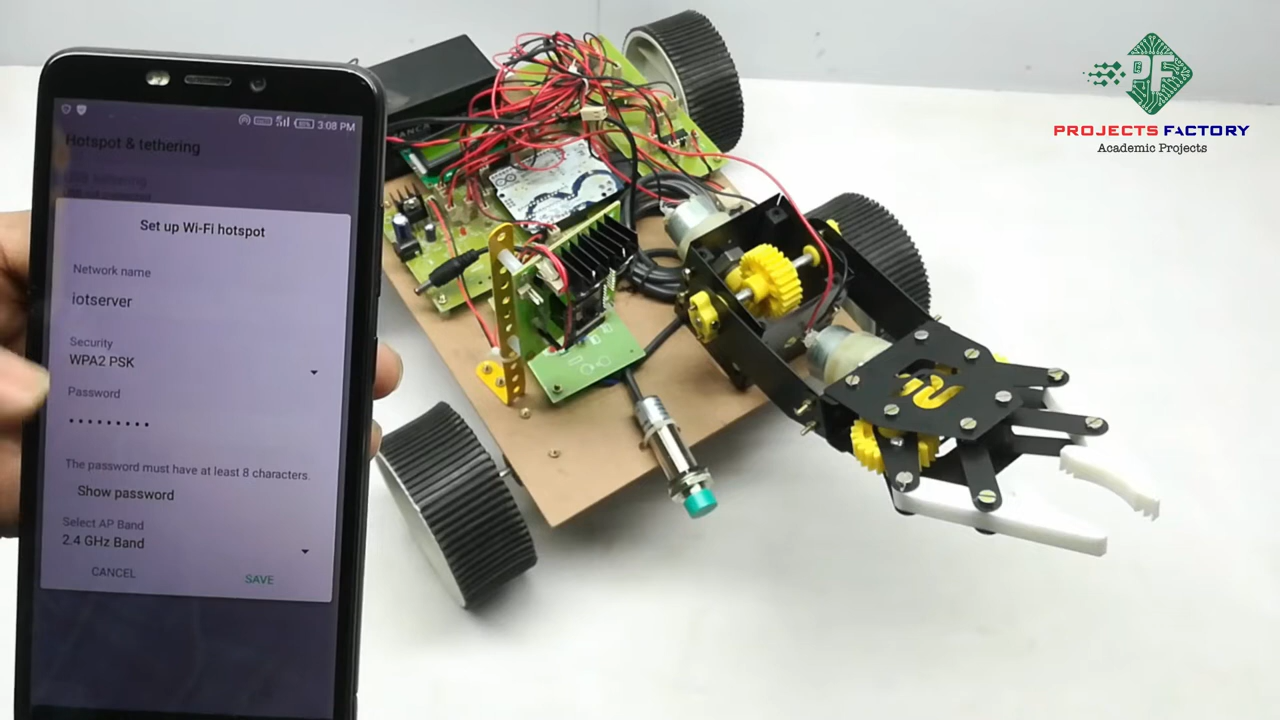 3:08 PM
Hotspot & tethering
Set up Wi-Fi hotspot
Network name
iotserver
Security
WPA2 PSK
Password
•••••••••
The password must have at least 8 characters.
Show password
Select AP Band
2.4 GHz Band
CANCEL
SAVE
PF
PROJECTS FACTORY
Academic Projects